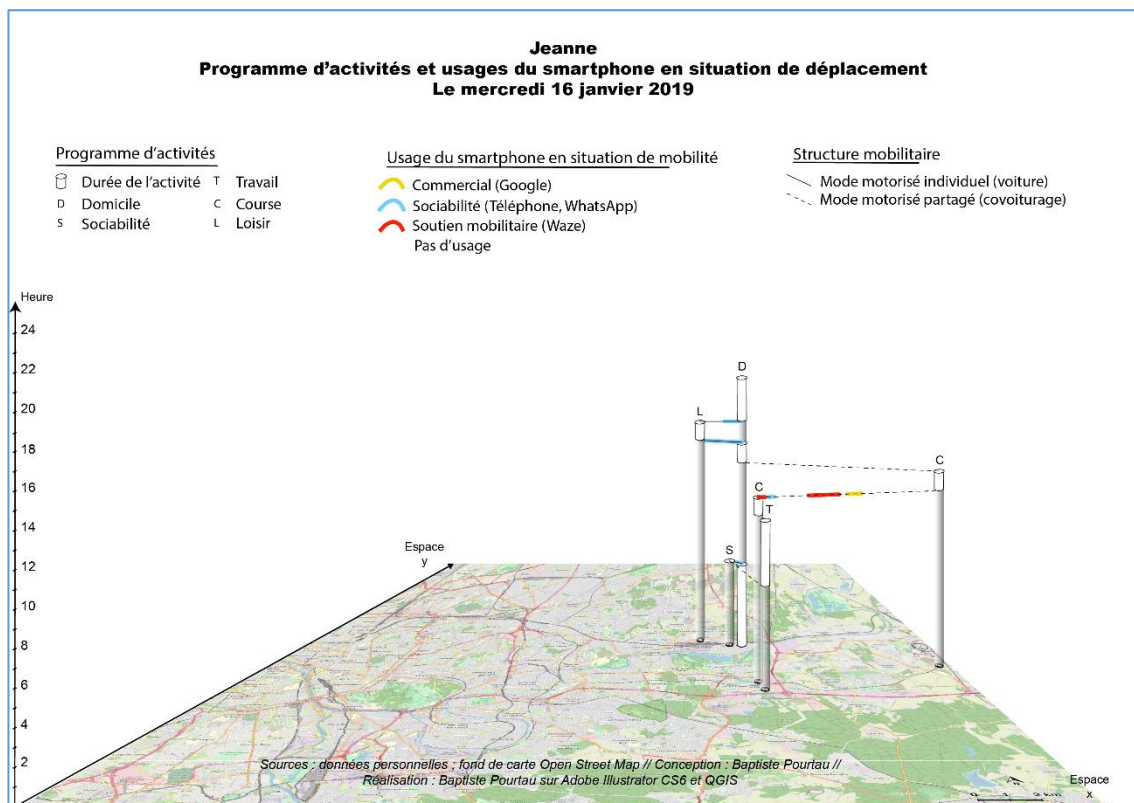 Jeanne
Programme d'activités et usages du smartphone en situation de déplacement
Le mercredi 16 janvier 2019
Programme d'activités
Durée de l'activité
T Travail
D Domicile
C Course
S Sociabilité
L Loisir
Usage du smartphone en situation de mobilité
Commercial (Google)
Sociabilité (Téléphone, WhatsApp)
Soutien mobilitaire (Waze)
Pas d'usage
Structure mobilitaire
Mode motorisé individuel (voiture)
Mode motorisé partagé (covoiturage)
Heure
24
22
20
18
16
14
12
10
8
6
4
2
D
L
C
C
T
S
Espace
y
Sources : données personnelles ; fond de carte Open Street Map // Conception : Baptiste Pourtau //
Réalisation : Baptiste Pourtau sur Adobe Illustrator CS6 et QGIS
Espace
x
2 km